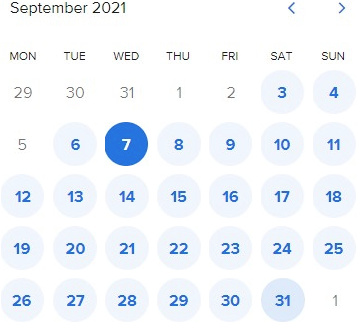 September 2021
MON TUE WED THU FRI SAT SUN
29 30 31 1 2 3 4
5 6 7 8 9 10 11
12 13 14 15 16 17 18
19 20 21 22 23 24 25
26 27 28 29 30 31 1